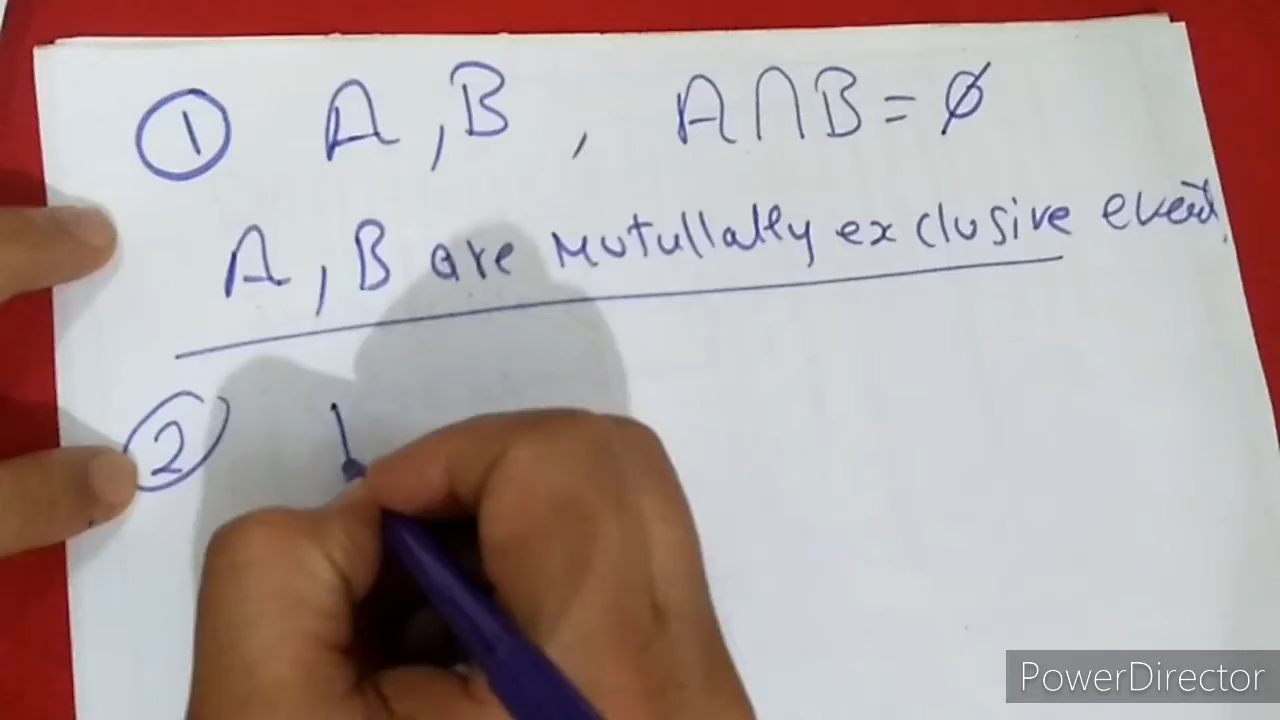 ① A, B, A∩B = ∅
A, B are mutullally exclusive event.
②
PowerDirector